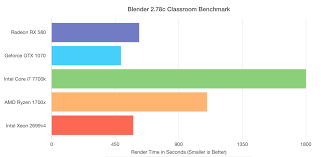 Blender 2.78c Classroom Benchmark
Radeon RX 580
Geforce GTX 1070
Intel Core i7 7700k
AMD Ryzen 1700x
Intel Xeon 2699v4
0 450 900 1350 1800
Render Time in Seconds (Smaller is Better)